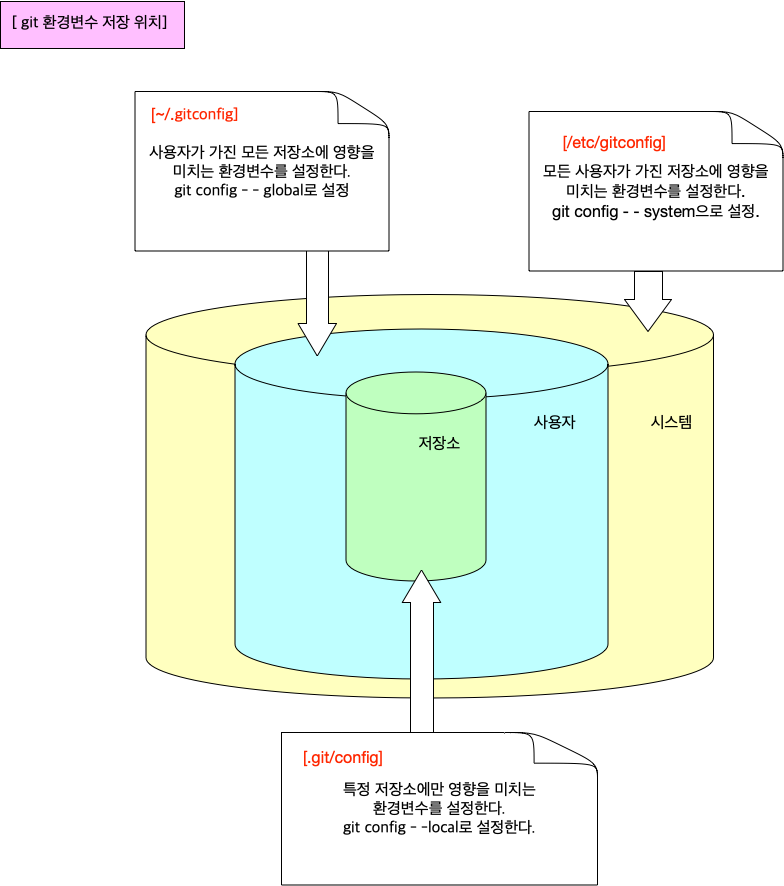 [ git 환경변수 저장 위치]
[~/.gitconfig]
사용자가 가진 모든 저장소에 영향을
미치는 환경변수를 설정한다.
git config - - global로 설정
[/etc/gitconfig]
모든 사용자가 가진 저장소에 영향을
미치는 환경변수를 설정한다.
git config - - system으로 설정.
저장소
사용자
시스템
[.git/config]
특정 저장소에만 영향을 미치는
환경변수를 설정한다.
git config - -local로 설정한다.